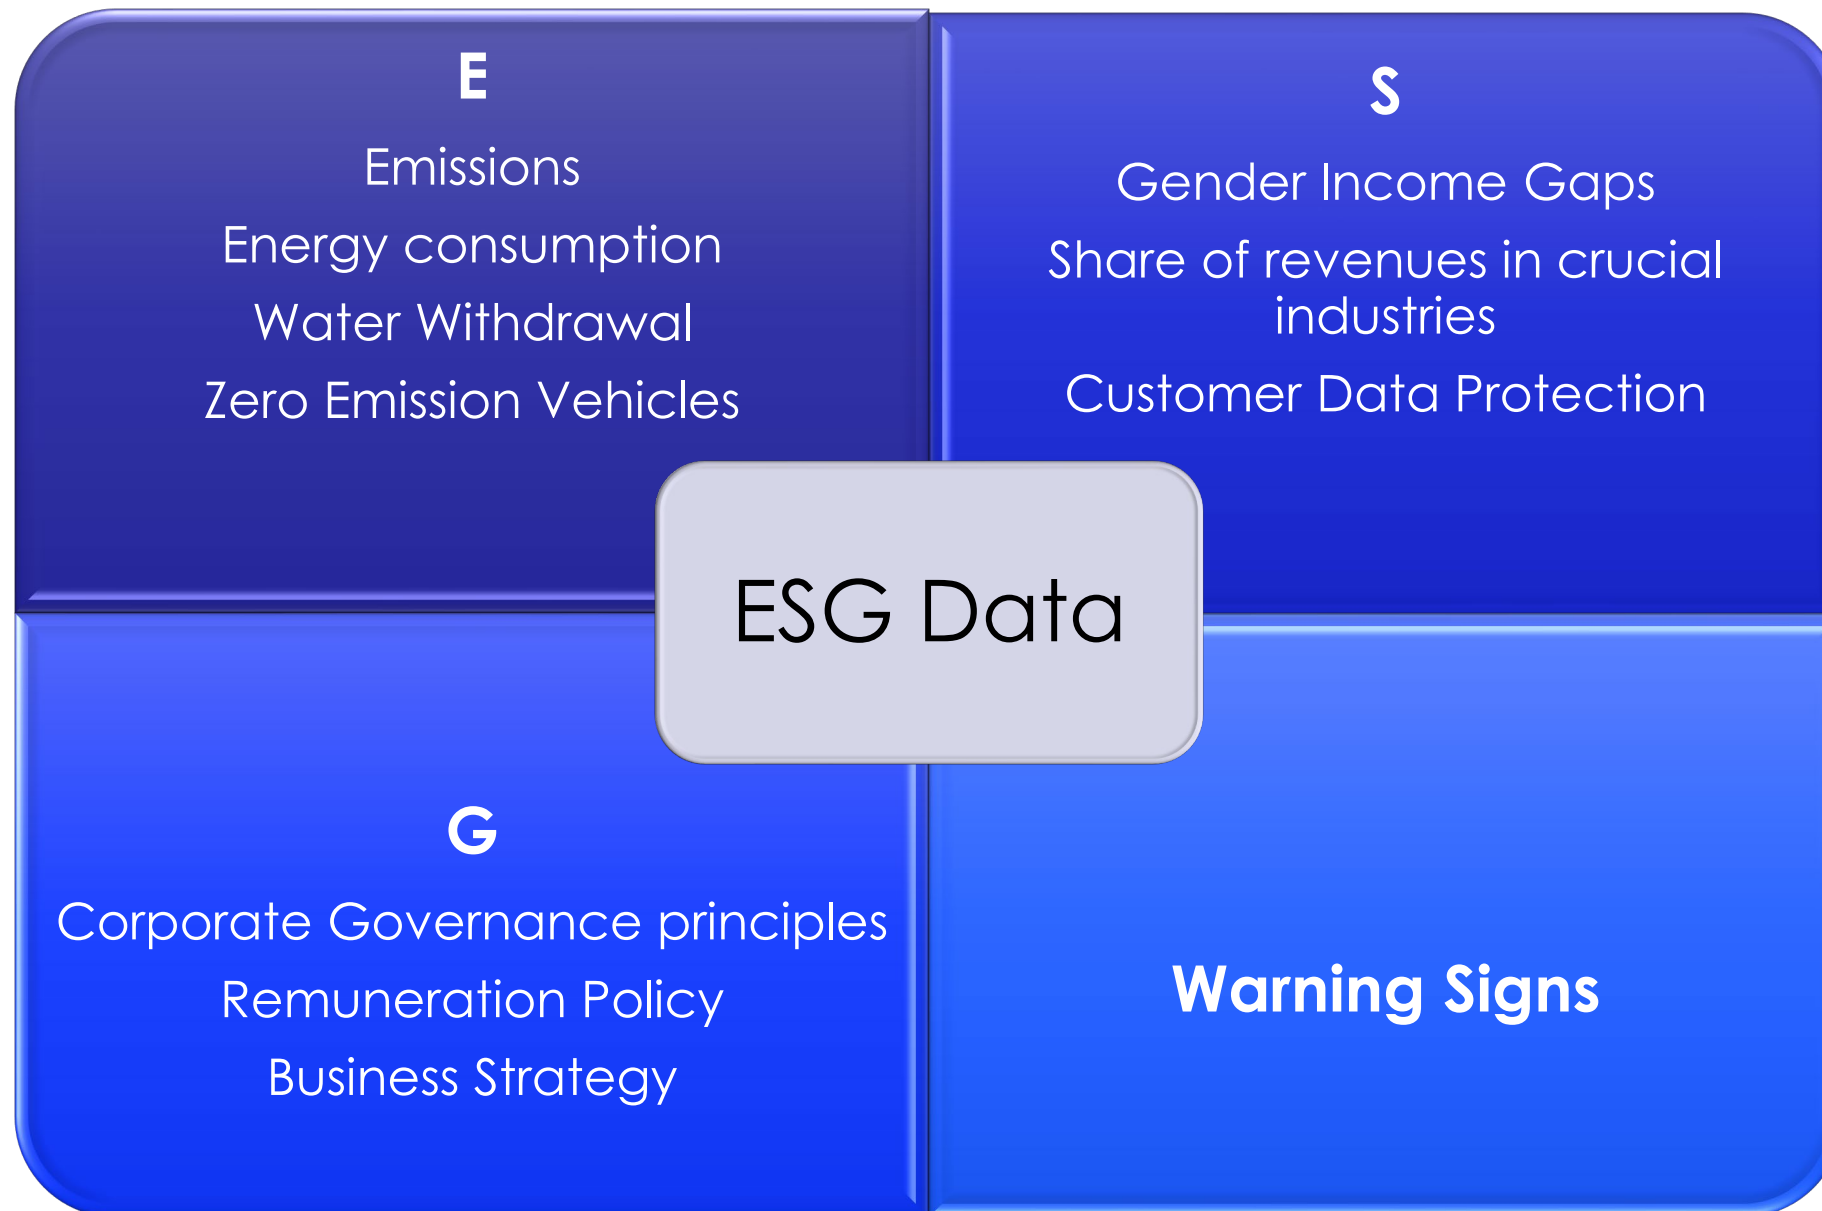 E
Emissions
Energy consumption
Water Withdrawal
Zero Emission Vehicles
S
Gender Income Gaps
Share of revenues in crucial
industries
Customer Data Protection
ESG Data
G
Corporate Governance principles
Remuneration Policy
Business Strategy
Warning Signs